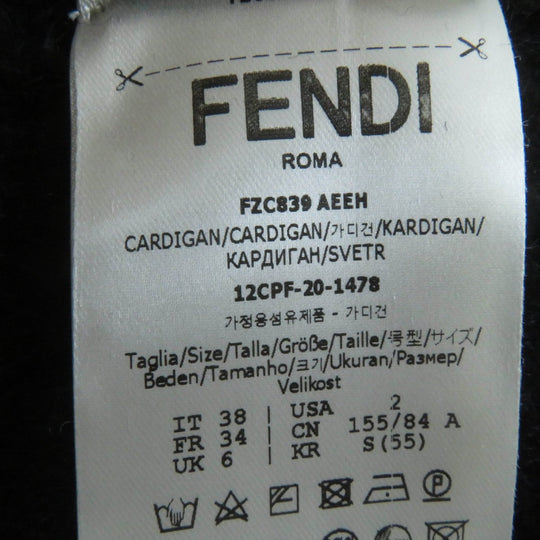 FENDI
ROMA
FZC839 AEEH
CARDIGAN/CARDIGAN/가디건/KARDIGAN/
КАРДИГАН/SVETR
12CPF-20-1478
가정용섬유제품 - 가디건
Taglia/Size/Talla/Größe/Taille/号型/サイズ/
Beden/Tamanho/크기/Ukuran/Размер/
Velikost
IT 38 | USA 2
FR 34 | CN 155/84 A
UK 6 | KR S(55)